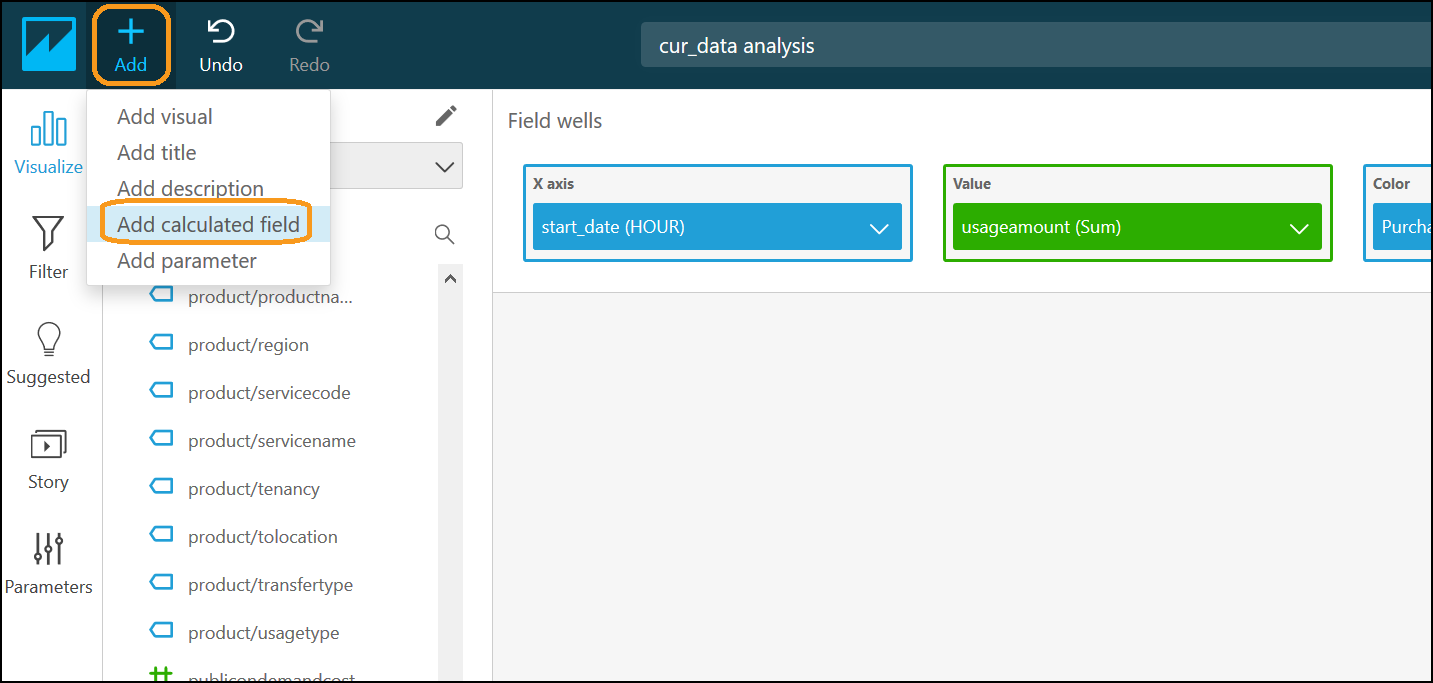 Add
Undo
Redo
cur_data analysis
Add visual
Add title
Add description
Add calculated field
Add parameter
Visualize
Filter
Suggested
Story
Parameters
product/productna...
product/region
product/servicecode
product/servicename
product/tenancy
product/tolocation
product/transfertype
product/usagetype
publicondemandcost
Field wells
X axis
start_date (HOUR)
Value
usageamount (Sum)
Color
Purcha